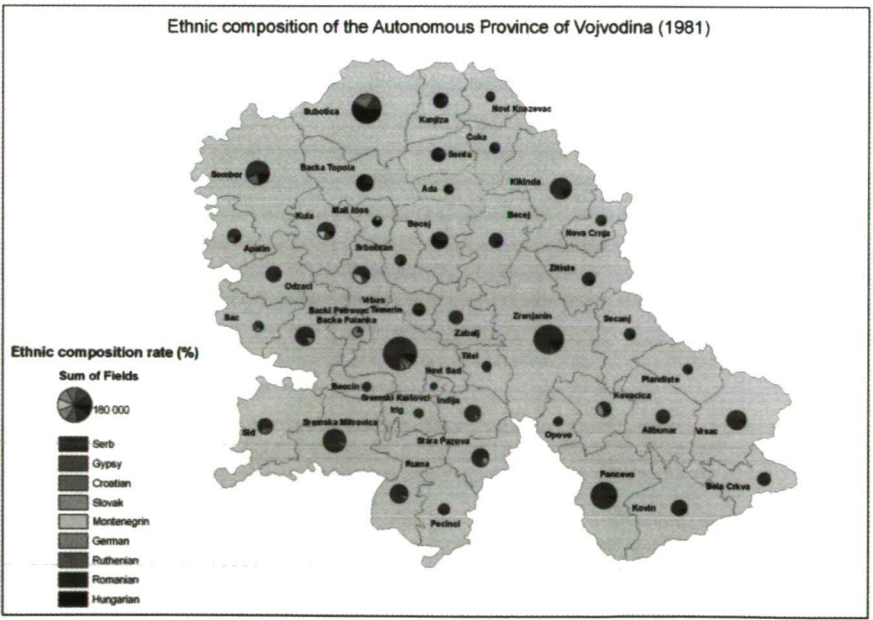 Ethnic composition of the Autonomous Province of Vojvodina (1981)
Subotica
Kanjiza
Novi Knezevac
Coka
Senta
Sombor
Backa Topola
Ada
Kikinda
Mali Idos
Kula
Becej
Becej
Nova Crnja
Apatin
Srbobran
Zitiste
Odzaci
Vrbas
Backi Petrovac
Temerin
Backa Palanka
Bac
Zabalj
Zrenjanin
Secanj
Ethnic composition rate (%)
Titel
Novi Sad
Sum of Fields
Plandiste
Beocin
Sremski Karlovci
Indjija
Kovacica
180 000
Irig
Sid
Sremska Mitrovica
Opovo
Alibunar
Vrsac
Stara Pazova
Serb
Ruma
Gypsy
Pancevo
Croatian
Bela Crkva
Slovak
Kovin
Montenegrin
Pecinci
German
Ruthenian
Romanian
Hungarian